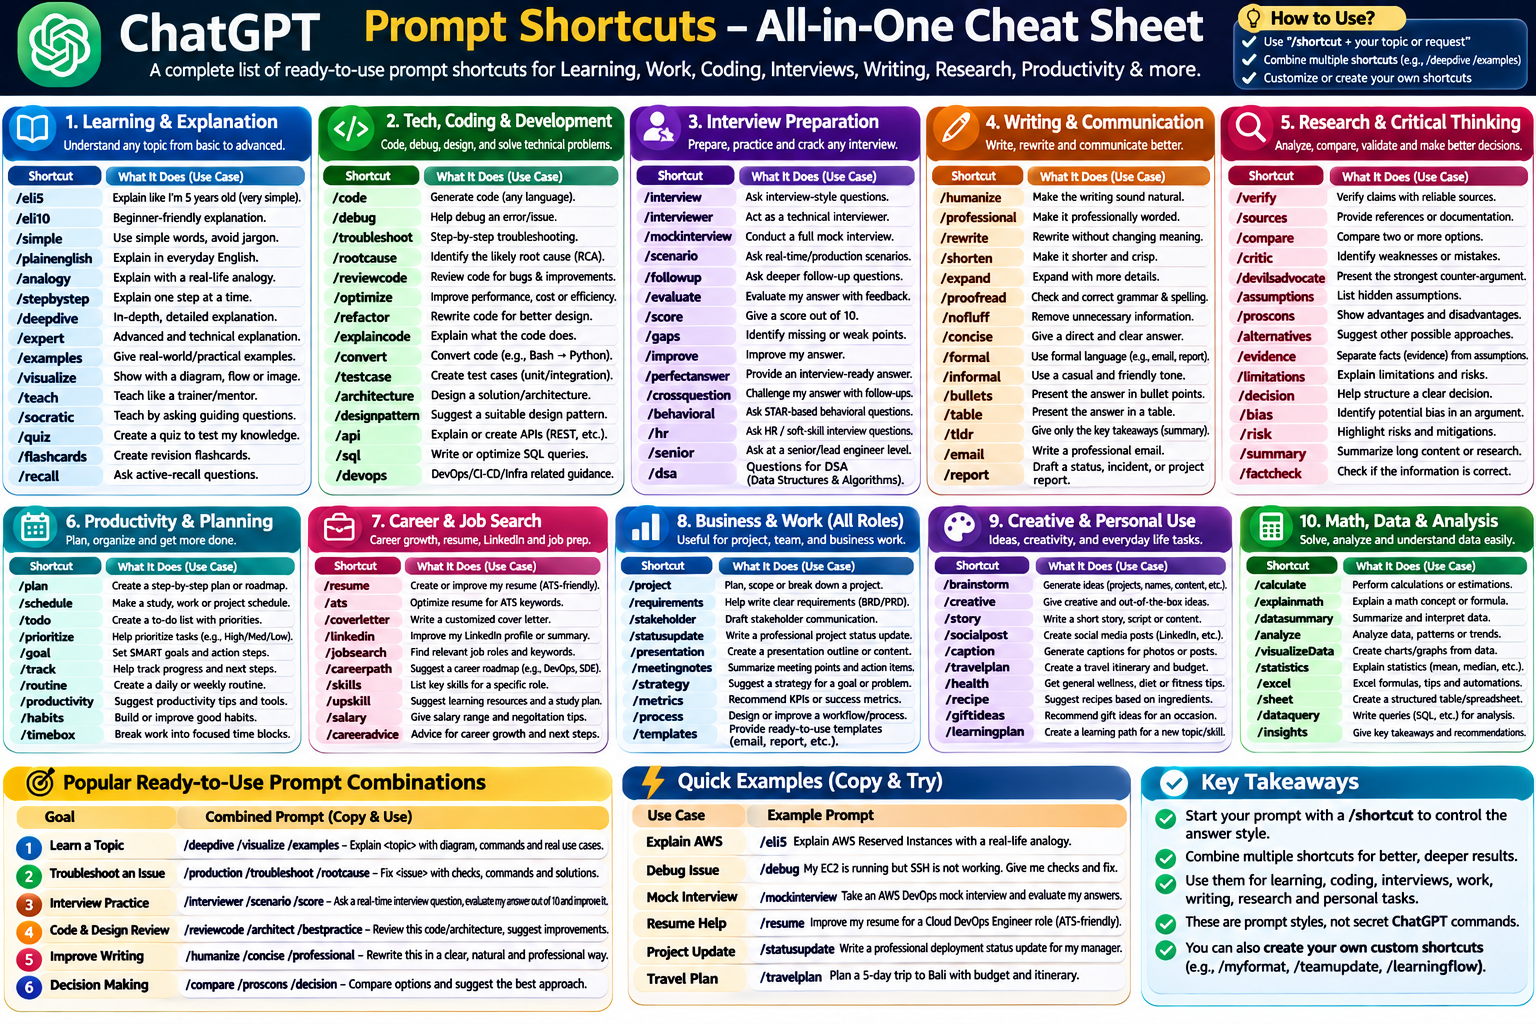 ChatGPT
Prompt Shortcuts – All-in-One Cheat Sheet
A complete list of ready-to-use prompt shortcuts for Learning, Work, Coding, Interviews, Writing, Research, Productivity & more.
How to Use?
Use "/shortcut + your topic or request"
Combine multiple shortcuts (e.g., /deepdive /examples)
Customize or create your own shortcuts
1. Learning & Explanation
Understand any topic from basic to advanced.
Shortcut What It Does (Use Case)
/eli5 Explain like I'm 5 years old (very simple).
/eli10 Beginner-friendly explanation.
/simple Use simple words, avoid jargon.
/plainenglish Explain in everyday English.
/analogy Explain with a real-life analogy.
/stepbystep Explain one step at a time.
/deepdive In-depth, detailed explanation.
/expert Advanced and technical explanation.
/examples Give real-world/practical examples.
/visualize Show with a diagram, flow or image.
/teach Teach like a trainer/mentor.
/socratic Teach by asking guiding questions.
/quiz Create a quiz to test my knowledge.
/flashcards Create revision flashcards.
/recall Ask active-recall questions.
2. Tech, Coding & Development
Code, debug, design, and solve technical problems.
Shortcut What It Does (Use Case)
/code Generate code (any language).
/debug Help debug an error/issue.
/troubleshoot Step-by-step troubleshooting.
/rootcause Identify the likely root cause (RCA).
/reviewcode Review code for bugs & improvements.
/optimize Improve performance, cost or efficiency.
/refactor Rewrite code for better design.
/explaincode Explain what the code does.
/convert Convert code (e.g., Bash → Python).
/testcase Create test cases (unit/integration).
/architecture Design a solution/architecture.
/designpattern Suggest a suitable design pattern.
/api Explain or create APIs (REST, etc.).
/sql Write or optimize SQL queries.
/devops DevOps/CI-CD/Infra related guidance.
3. Interview Preparation
Prepare, practice and crack any interview.
Shortcut What It Does (Use Case)
/interview Ask interview-style questions.
/interviewer Act as a technical interviewer.
/mockinterview Conduct a full mock interview.
/scenario Ask real-time/production scenarios.
/followup Ask deeper follow-up questions.
/evaluate Evaluate my answer with feedback.
/score Give a score out of 10.
/gaps Identify missing or weak points.
/improve Improve my answer.
/perfectanswer Provide an interview-ready answer.
/crossquestion Challenge my answer with follow-ups.
/behavioral Ask STAR-based behavioral questions.
/hr Ask HR / soft-skill interview questions.
/senior Ask at a senior/lead engineer level.
/dsa Questions for DSA
(Data Structures & Algorithms).
4. Writing & Communication
Write, rewrite and communicate better.
Shortcut What It Does (Use Case)
/humanize Make the writing sound natural.
/professional Make it professionally worded.
/rewrite Rewrite without changing meaning.
/shorten Make it shorter and crisp.
/expand Expand with more details.
/proofread Check and correct grammar & spelling.
/nofluff Remove unnecessary information.
/concise Give a direct and clear answer.
/formal Use formal language (e.g., email, report).
/informal Use a casual and friendly tone.
/bullets Present the answer in bullet points.
/table Present the answer in a table.
/tldr Give only the key takeaways (summary).
/email Write a professional email.
/report Draft a status, incident, or project
report.
5. Research & Critical Thinking
Analyze, compare, validate and make better decisions.
Shortcut What It Does (Use Case)
/verify Verify claims with reliable sources.
/sources Provide references or documentation.
/compare Compare two or more options.
/critic Identify weaknesses or mistakes.
/devilsadvocate Present the strongest counter-argument.
/assumptions List hidden assumptions.
/proscons Show advantages and disadvantages.
/alternatives Suggest other possible approaches.
/evidence Separate facts (evidence) from assumptions.
/limitations Explain limitations and risks.
/decision Help structure a clear decision.
/bias Identify potential bias in an argument.
/risk Highlight risks and mitigations.
/summary Summarize long content or research.
/factcheck Check if the information is correct.
6. Productivity & Planning
Plan, organize and get more done.
Shortcut What It Does (Use Case)
/plan Create a step-by-step plan or roadmap.
/schedule Make a study, work or project schedule.
/todo Create a to-do list with priorities.
/prioritize Help prioritize tasks (e.g., High/Med/Low).
/goal Set SMART goals and action steps.
/track Help track progress and next steps.
/routine Create a daily or weekly routine.
/productivity Suggest productivity tips and tools.
/habits Build or improve good habits.
/timebox Break work into focused time blocks.
7. Career & Job Search
Career growth, resume, LinkedIn and job prep.
Shortcut What It Does (Use Case)
/resume Create or improve my resume (ATS-friendly).
/ats Optimize resume for ATS keywords.
/coverletter Write a customized cover letter.
/linkedin Improve my LinkedIn profile or summary.
/jobsearch Find relevant job roles and keywords.
/careerpath Suggest a career roadmap (e.g., DevOps, SDE).
/skills List key skills for a specific role.
/upskill Suggest learning resources and a study plan.
/salary Give salary range and negoltation tips.
/careeradvice Advice for career growth and next steps.
8. Business & Work (All Roles)
Useful for project, team, and business work.
Shortcut What It Does (Use Case)
/project Plan, scope or break down a project.
/requirements Help write clear requirements (BRD/PRD).
/stakeholder Draft stakeholder communication.
/statusupdate Write a professional project status update.
/presentation Create a presentation outline or content.
/meetingnotes Summarize meeting points and action items.
/strategy Suggest a strategy for a goal or problem.
/metrics Recommend KPIs or success metrics.
/process Design or improve a workflow/process.
/templates Provide ready-to-use templates
(email, report, etc.).
9. Creative & Personal Use
Ideas, creativity, and everyday life tasks.
Shortcut What It Does (Use Case)
/brainstorm Generate ideas (projects, names, content, etc.).
/creative Give creative and out-of-the-box ideas.
/story Write a short story, script or content.
/socialpost Create social media posts (LinkedIn, etc.).
/caption Generate captions for photos or posts.
/travelplan Create a travel itinerary and budget.
/health Get general wellness, diet or fitness tips.
/recipe Suggest recipes based on ingredients.
/giftideas Recommend gift ideas for an occasion.
/learningplan Create a learning path for a new topic/skill.
10. Math, Data & Analysis
Solve, analyze and understand data easily.
Shortcut What It Does (Use Case)
/calculate Perform calculations or estimations.
/explainmath Explain a math concept or formula.
/datasummary Summarize and interpret data.
/analyze Analyze data, patterns or trends.
/visualizeData Create charts/graphs from data.
/statistics Explain statistics (mean, median, etc.).
/excel Excel formulas, tips and automations.
/sheet Create a structured table/spreadsheet.
/dataquery Write queries (SQL, etc.) for analysis.
/insights Give key takeaways and recommendations.
Popular Ready-to-Use Prompt Combinations
Goal Combined Prompt (Copy & Use)
1 Learn a Topic /deepdive /visualize /examples – Explain <topic> with diagram, commands and real use cases.
2 Troubleshoot an Issue /production /troubleshoot /rootcause – Fix <issue> with checks, commands and solutions.
3 Interview Practice /interviewer /scenario /score – Ask a real-time interview question, evaluate my answer out of 10 and improve it.
4 Code & Design Review /reviewcode /architect /bestpractice – Review this code/architecture, suggest improvements.
5 Improve Writing /humanize /concise /professional – Rewrite this in a clear, natural and professional way.
6 Decision Making /compare /proscons /decision – Compare options and suggest the best approach.
Quick Examples (Copy & Try)
Use Case Example Prompt
Explain AWS /eli5 Explain AWS Reserved Instances with a real-life analogy.
Debug Issue /debug My EC2 is running but SSH is not working. Give me checks and fix.
Mock Interview /mockinterview Take an AWS DevOps mock interview and evaluate my answers.
Resume Help /resume Improve my resume for a Cloud DevOps Engineer role (ATS-friendly).
Project Update /statusupdate Write a professional deployment status update for my manager.
Travel Plan /travelplan Plan a 5-day trip to Bali with budget and itinerary.
Key Takeaways
Start your prompt with a /shortcut to control the
answer style.
Combine multiple shortcuts for better, deeper results.
Use them for learning, coding, interviews, work,
writing, research and personal tasks.
These are prompt styles, not secret ChatGPT commands.
You can also create your own custom shortcuts
(e.g., /myformat, /teamupdate, /learningflow).